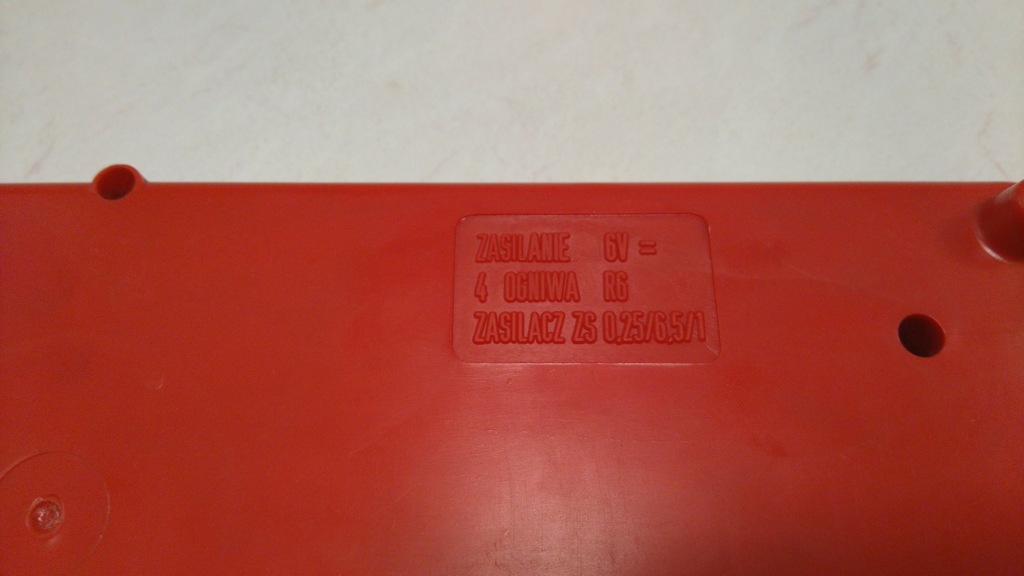 ZASILANIE 6V =
4 OGNIWA R6
ZASILACZ ZS 0,25/6,5/1